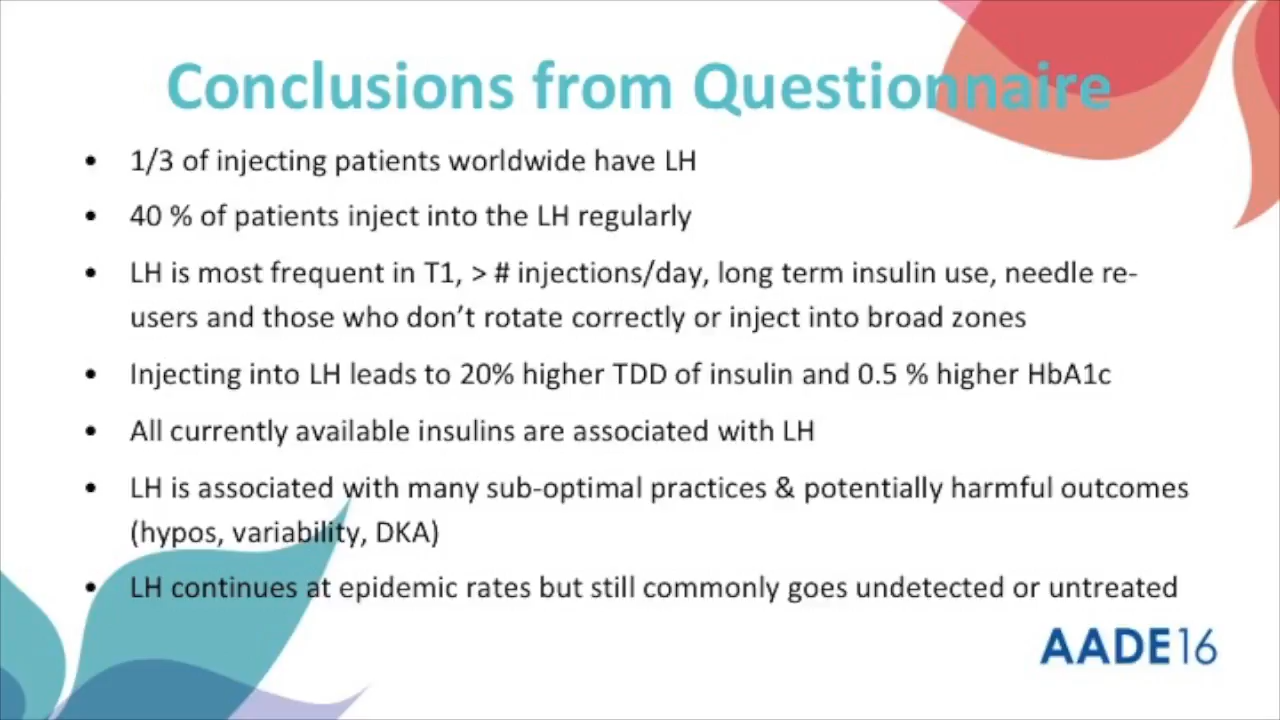 Conclusions from Questionnaire
• 1/3 of injecting patients worldwide have LH
• 40 % of patients inject into the LH regularly
• LH is most frequent in T1, > # injections/day, long term insulin use, needle re-
users and those who don’t rotate correctly or inject into broad zones
• Injecting into LH leads to 20% higher TDD of insulin and 0.5 % higher HbA1c
• All currently available insulins are associated with LH
• LH is associated with many sub-optimal practices & potentially harmful outcomes
(hypos, variability, DKA)
• LH continues at epidemic rates but still commonly goes undetected or untreated
AADE16